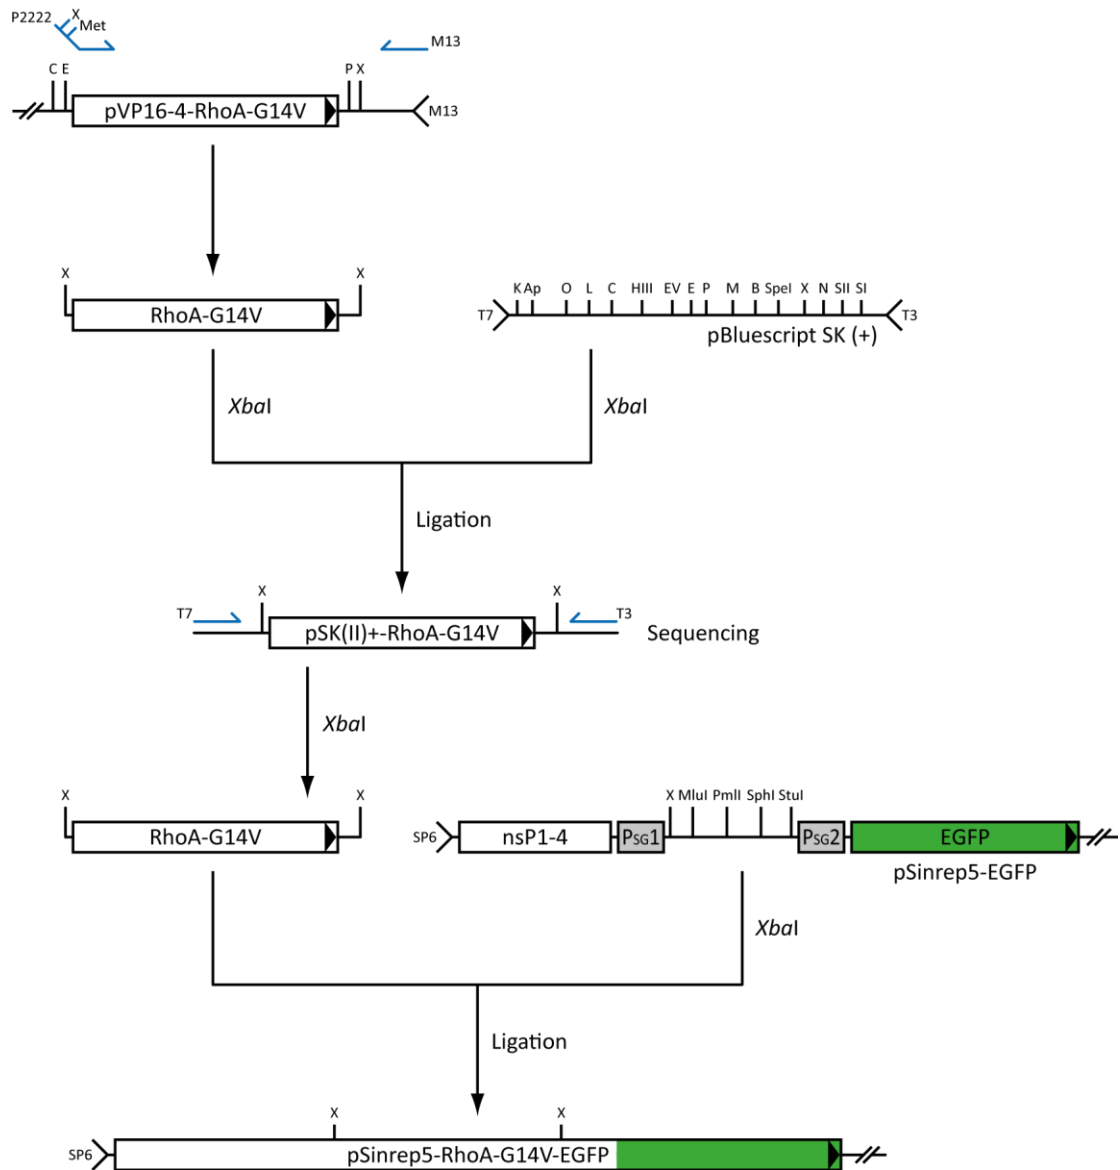 P2222 X
Met
M13
C E P X
pVP16-4-RhoA-G14V
M13
X X
RhoA-G14V
K Ap O L C HIII EV E P M B SpeI X N SII SI
T7 T3
pBluescript SK (+)
XbaI XbaI
Ligation
X X
T7 T3
pSK(II)+-RhoA-G14V
Sequencing
XbaI
X X
RhoA-G14V
X MluI PmlI SphI StuI
SP6 nsP1-4 PSG1 PSG2 EGFP
pSinrep5-EGFP
XbaI
Ligation
X X
SP6 pSinrep5-RhoA-G14V-EGFP